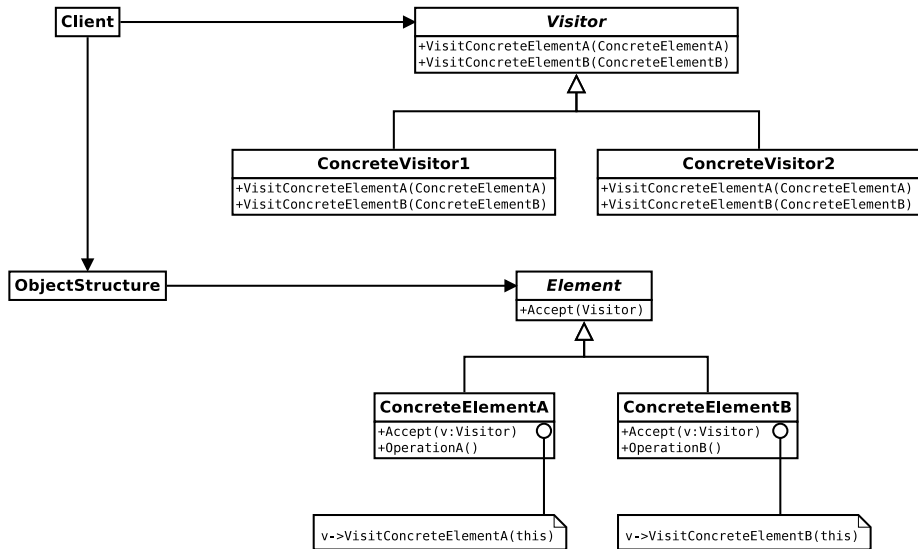 Client
Visitor
+VisitConcreteElementA(ConcreteElementA)
+VisitConcreteElementB(ConcreteElementB)
ConcreteVisitor1
+VisitConcreteElementA(ConcreteElementA)
+VisitConcreteElementB(ConcreteElementB)
ConcreteVisitor2
+VisitConcreteElementA(ConcreteElementA)
+VisitConcreteElementB(ConcreteElementB)
ObjectStructure
Element
+Accept(Visitor)
ConcreteElementA
+Accept(v:Visitor)
+OperationA()
ConcreteElementB
+Accept(v:Visitor)
+OperationB()
v->VisitConcreteElementA(this)
v->VisitConcreteElementB(this)